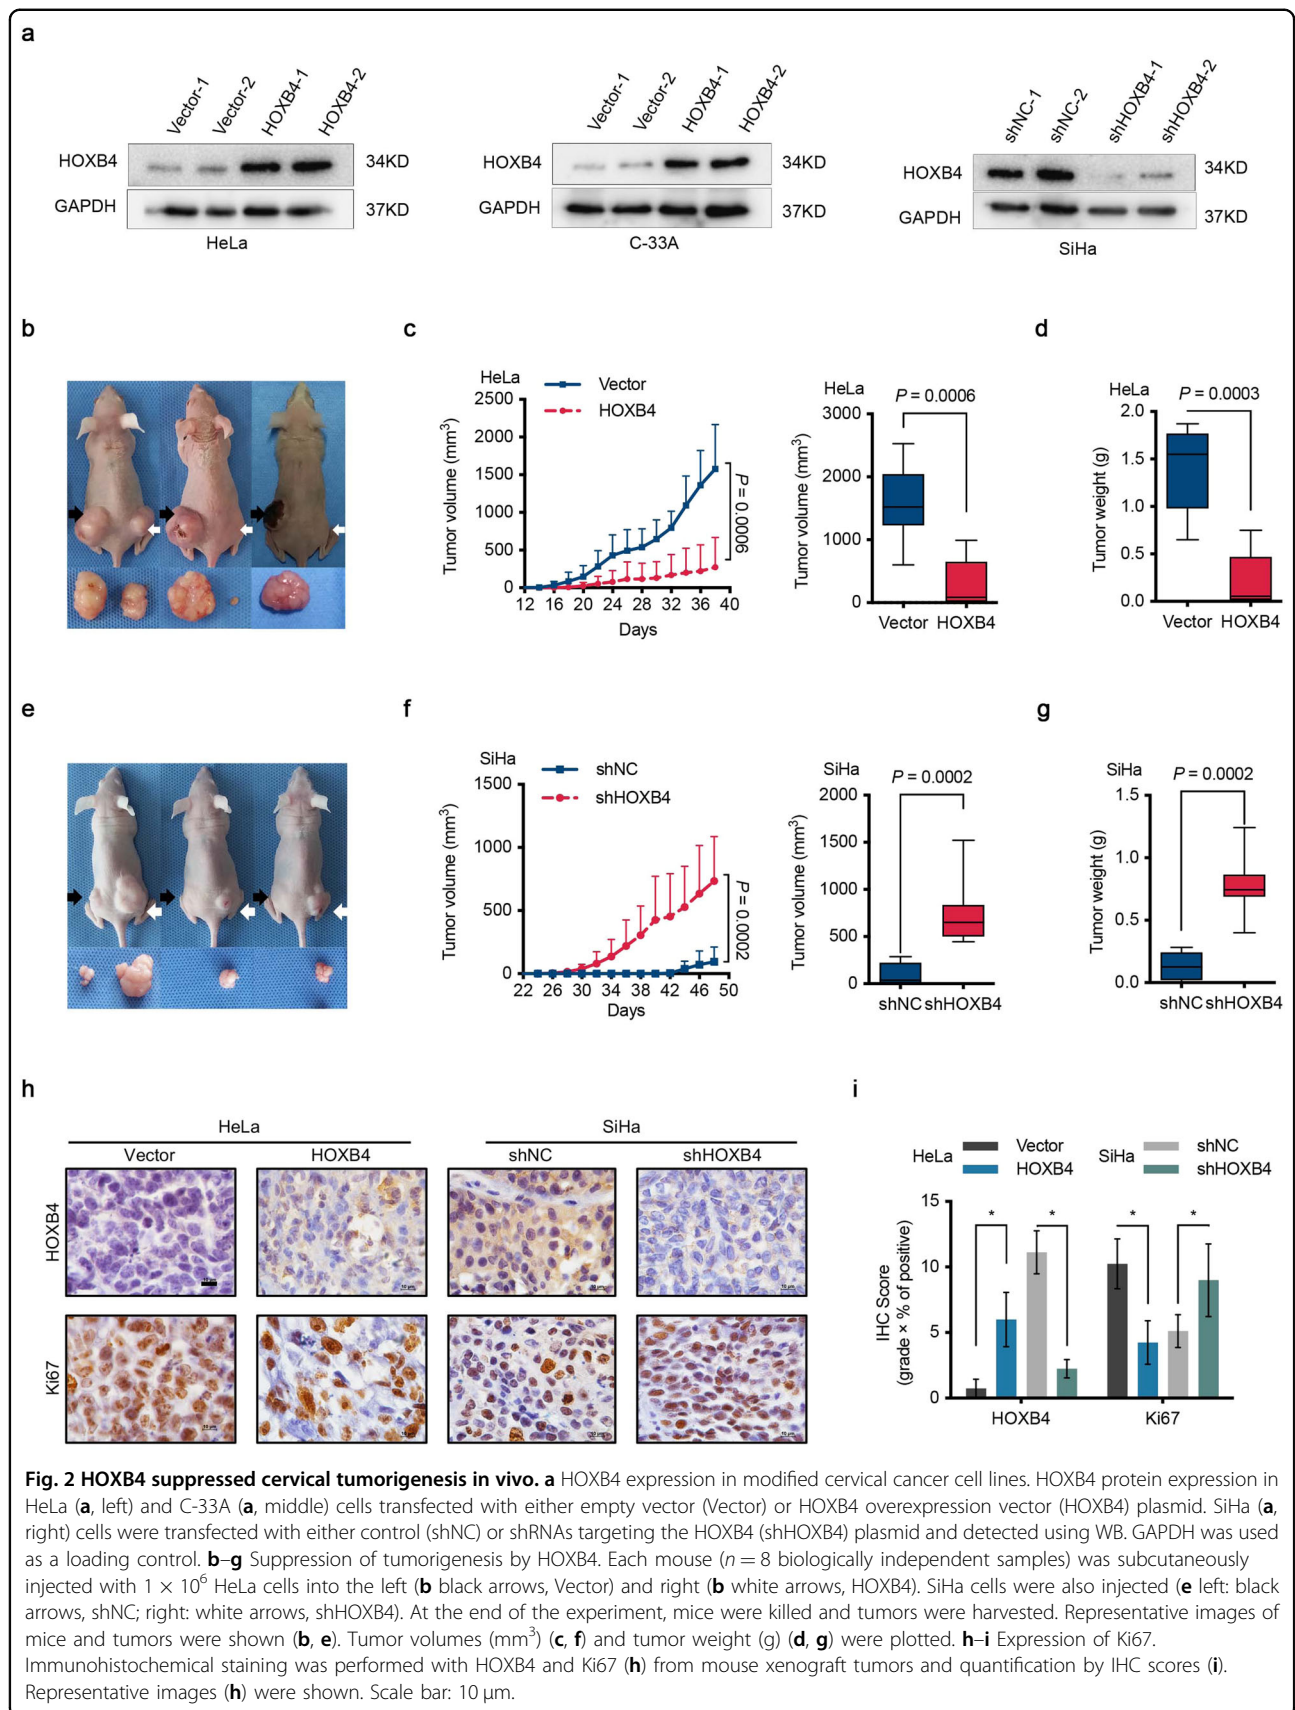 a
Vector-1
Vector-2
HOXB4-1
HOXB4-2
HOXB4
34KD
GAPDH
37KD
HeLa
Vector-1
Vector-2
HOXB4-1
HOXB4-2
HOXB4
34KD
GAPDH
37KD
C-33A
shNC-1
shNC-2
shHOXB4-1
shHOXB4-2
HOXB4
34KD
GAPDH
37KD
SiHa
b
c
HeLa
Vector
HOXB4
Tumor volume (mm³)
2500
2000
1500
1000
500
0
12 16 20 24 28 32 36 40
Days
P = 0.0006
HeLa
P = 0.0006
Tumor volume (mm³)
3000
2000
1000
0
Vector HOXB4
d
HeLa
P = 0.0003
Tumor weight (g)
2.0
1.5
1.0
0.5
0.0
Vector HOXB4
e
f
SiHa
shNC
shHOXB4
Tumor volume (mm³)
1500
1000
500
0
22 26 30 34 38 42 46 50
Days
P = 0.0002
SiHa
P = 0.0002
Tumor volume (mm³)
2000
1500
1000
500
0
shNC shHOXB4
g
SiHa
P = 0.0002
Tumor weight (g)
1.5
1.0
0.5
0.0
shNC shHOXB4
h
HeLa
SiHa
Vector
HOXB4
shNC
shHOXB4
HOXB4
10 µm
10 µm
10 µm
10 µm
Ki67
10 µm
10 µm
10 µm
10 µm
i
HeLa
Vector
HOXB4
SiHa
shNC
shHOXB4
IHC Score
(grade × % of positive)
15
10
5
0
* * * *
HOXB4 Ki67
Fig. 2 HOXB4 suppressed cervical tumorigenesis in vivo. a HOXB4 expression in modified cervical cancer cell lines. HOXB4 protein expression in
HeLa (a, left) and C-33A (a, middle) cells transfected with either empty vector (Vector) or HOXB4 overexpression vector (HOXB4) plasmid. SiHa (a,
right) cells were transfected with either control (shNC) or shRNAs targeting the HOXB4 (shHOXB4) plasmid and detected using WB. GAPDH was used
as a loading control. b–g Suppression of tumorigenesis by HOXB4. Each mouse (n = 8 biologically independent samples) was subcutaneously
injected with 1 × 10⁶ HeLa cells into the left (b black arrows, Vector) and right (b white arrows, HOXB4). SiHa cells were also injected (e left: black
arrows, shNC; right: white arrows, shHOXB4). At the end of the experiment, mice were killed and tumors were harvested. Representative images of
mice and tumors were shown (b, e). Tumor volumes (mm³) (c, f) and tumor weight (g) (d, g) were plotted. h–i Expression of Ki67.
Immunohistochemical staining was performed with HOXB4 and Ki67 (h) from mouse xenograft tumors and quantification by IHC scores (i).
Representative images (h) were shown. Scale bar: 10 µm.